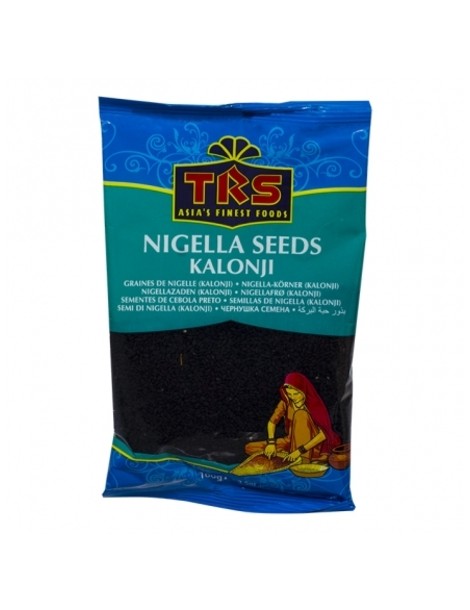 TRS
ASIA'S FINEST FOODS
NIGELLA SEEDS
KALONJI
GRAINES DE NIGELLE (KALONJI) • NIGELLA-KÖRNER (KALONJI)
NIGELLAZADEN (KALONJI) • NIGELLAFRØ (KALONJI)
SEMENTES DE CEBOLA PRETO • SEMILLAS DE NIGELLA (KALONJI)
SEMI DI NIGELLA (KALONJI) • ЧЕРНУШКА СЕМЕНА • بذور حبة البركة
100g